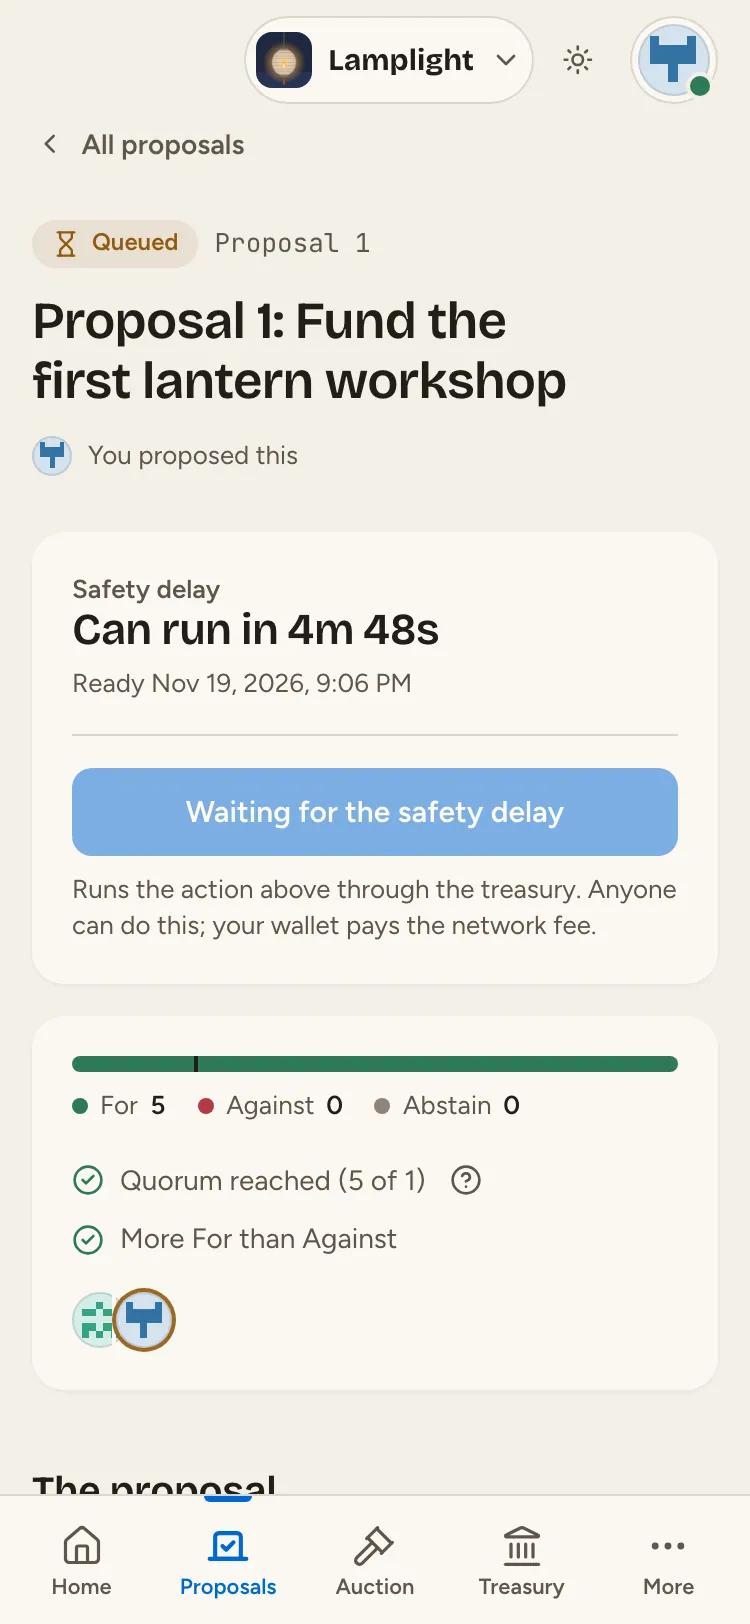 Lamplight
All proposals
Queued Proposal 1
Proposal 1: Fund the
first lantern workshop
You proposed this
Safety delay
Can run in 4m 48s
Ready Nov 19, 2026, 9:06 PM
Waiting for the safety delay
Runs the action above through the treasury. Anyone
can do this; your wallet pays the network fee.
For 5 Against 0 Abstain 0
Quorum reached (5 of 1) ?
More For than Against
The proposal
Home Proposals Auction Treasury More